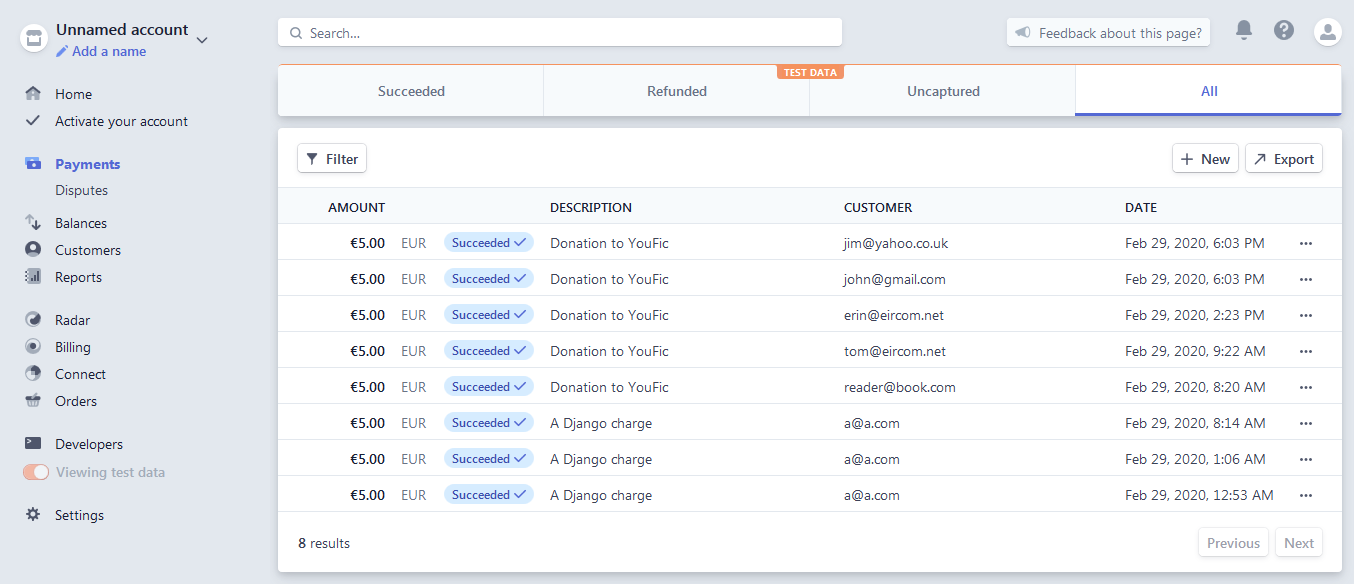 Unnamed account
Add a name
Search...
Feedback about this page?
Home
Activate your account
Payments
Disputes
Balances
Customers
Reports
Radar
Billing
Connect
Orders
Developers
Viewing test data
Settings
TEST DATA
Succeeded Refunded Uncaptured All
Filter New Export
AMOUNT DESCRIPTION CUSTOMER DATE
€5.00 EUR Succeeded Donation to YouFic jim@yahoo.co.uk Feb 29, 2020, 6:03 PM
€5.00 EUR Succeeded Donation to YouFic john@gmail.com Feb 29, 2020, 6:03 PM
€5.00 EUR Succeeded Donation to YouFic erin@eircom.net Feb 29, 2020, 2:23 PM
€5.00 EUR Succeeded Donation to YouFic tom@eircom.net Feb 29, 2020, 9:22 AM
€5.00 EUR Succeeded Donation to YouFic reader@book.com Feb 29, 2020, 8:20 AM
€5.00 EUR Succeeded A Django charge a@a.com Feb 29, 2020, 8:14 AM
€5.00 EUR Succeeded A Django charge a@a.com Feb 29, 2020, 1:06 AM
€5.00 EUR Succeeded A Django charge a@a.com Feb 29, 2020, 12:53 AM
8 results Previous Next